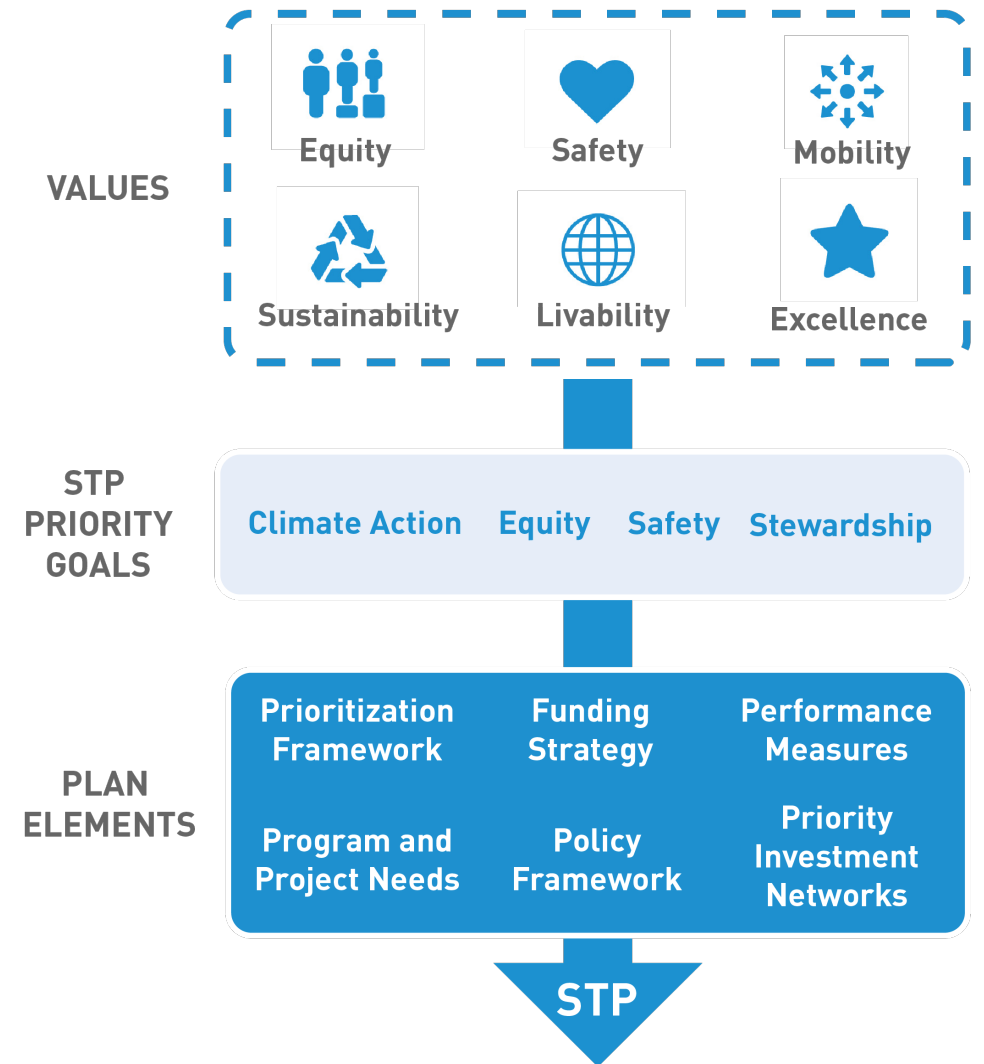 VALUES
Equity
Safety
Mobility
Sustainability
Livability
Excellence
STP
PRIORITY
GOALS
Climate Action
Equity
Safety
Stewardship
PLAN
ELEMENTS
Prioritization
Framework
Funding
Strategy
Performance
Measures
Program and
Project Needs
Policy
Framework
Priority
Investment
Networks
STP